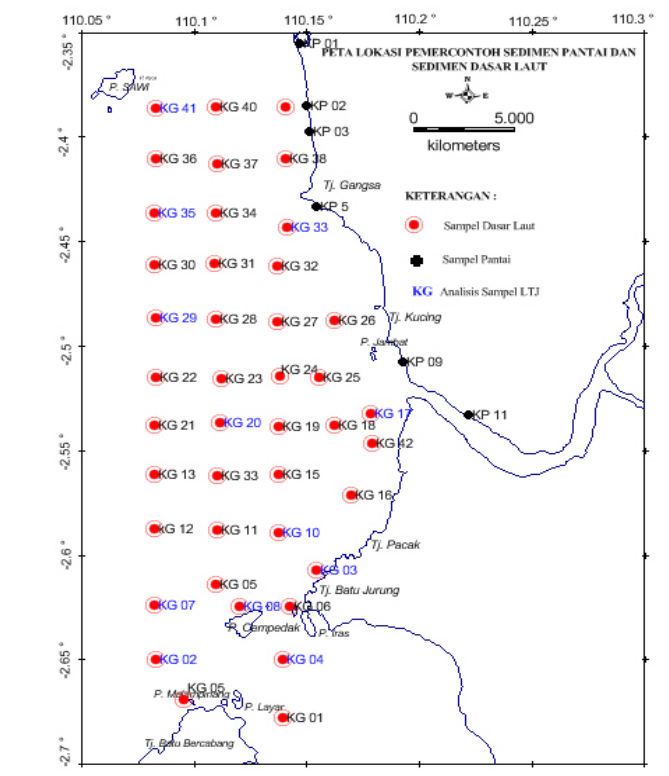 110.05 ° 110.1 ° 110.15 ° 110.2 ° 110.25 ° 110.3 °
-2.35 °
KP 01
PETA LOKASI PEMERCONTOH SEDIMEN PANTAI DAN
SEDIMEN DASAR LAUT
N
W E
P. SAWI
0 5.000
kilometers
KG 41 KG 40 KP 02
KP 03
-2.4 °
KG 36 KG 37 KG 38
Tj. Gangsa
KETERANGAN :
KP 5
KG 35 KG 34 KG 33
Sampel Dasar Laut
-2.45 °
Sampel Pantai
KG 30 KG 31 KG 32
KG Analisis Sampel LTJ
KG 29 KG 28 KG 27 KG 26
Tj. Kucing
-2.5 °
KP 09
KG 22 KG 23 KG 24 KG 25
KG 17 KP 11
KG 21 KG 20 KG 19 KG 18
KG 42
-2.55 °
KG 13 KG 33 KG 15
KG 16
KG 12 KG 11 KG 10
Tj. Pacak
-2.6 °
KG 03
KG 05
Tj. Batu Jurung
KG 07 KG 08 KG 06
P. Cempedak P. Iras
-2.65 °
KG 02 KG 04
KG 05
P. Layar
KG 01
Tj. Batu Bercabang
-2.7 °